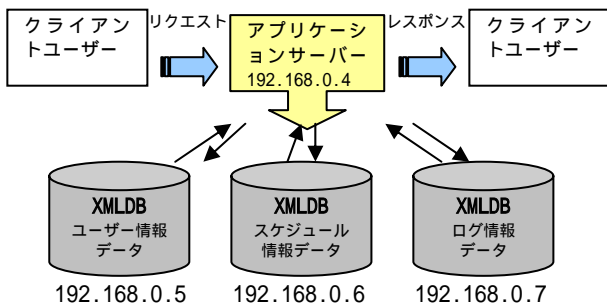 クライアン
トユーザー
リクエスト
アプリケーシ
ョンサーバー
192.168.0.4
レスポンス
クライアン
トユーザー
XMLDB
ユーザー情報
データ
XMLDB
スケジュール
情報データ
XMLDB
ログ情報
データ
192.168.0.5
192.168.0.6
192.168.0.7